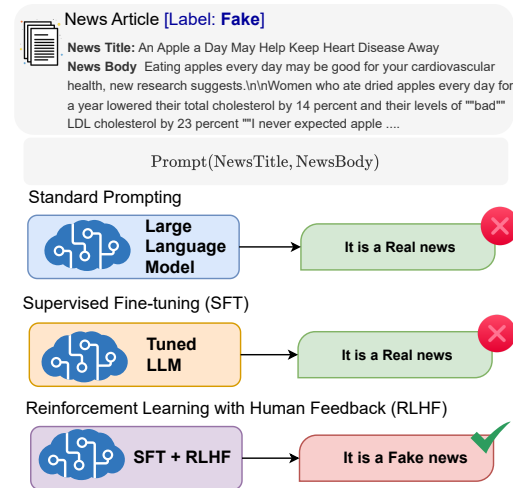 News Article [Label: Fake]
News Title: An Apple a Day May Help Keep Heart Disease Away
News Body Eating apples every day may be good for your cardiovascular
health, new research suggests.\n\nWomen who ate dried apples every day for
a year lowered their total cholesterol by 14 percent and their levels of ""bad""
LDL cholesterol by 23 percent ""I never expected apple ....
Prompt(NewsTitle, NewsBody)
Standard Prompting
Large
Language
Model
It is a Real news
Supervised Fine-tuning (SFT)
Tuned
LLM
It is a Real news
Reinforcement Learning with Human Feedback (RLHF)
SFT + RLHF
It is a Fake news